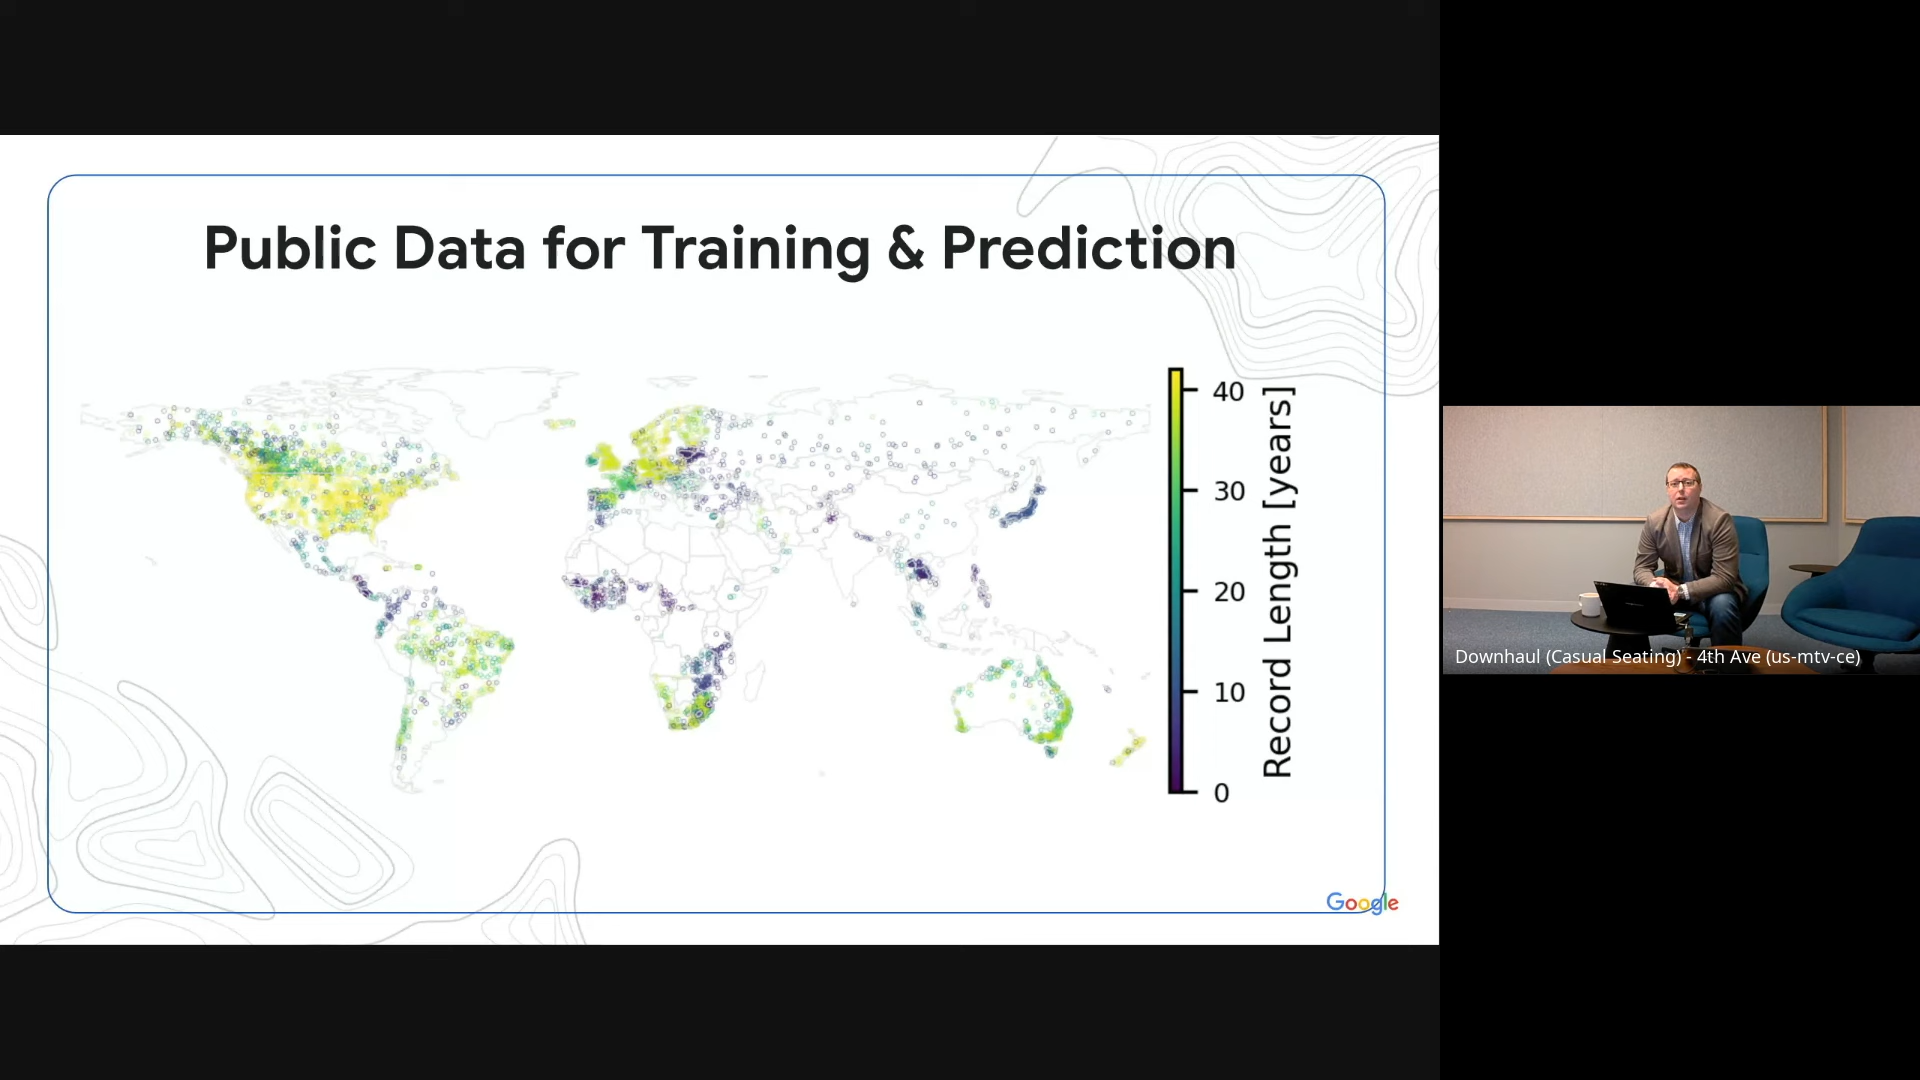 Public Data for Training & Prediction
40
30
20
10
0
Record Length [years]
Google
Downhaul (Casual Seating) - 4th Ave (us-mtv-ce)